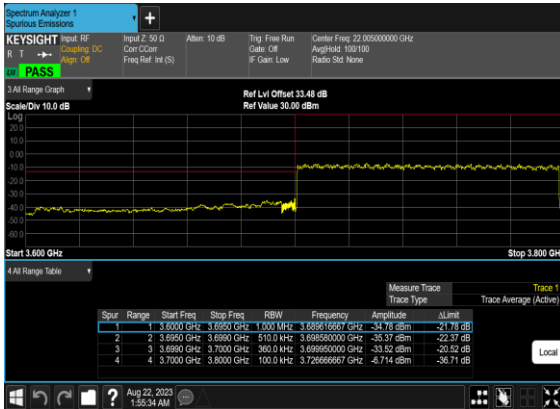 Spectrum Analyzer 1
Spurious Emissions
+
KEYSIGHT Input: RF Input Z: 50 Ω Atten: 10 dB Trig: Free Run Center Freq: 22.005000000 GHz
R T Coupling: DC Corr CCorr Gate: Off Avg|Hold: 100/100
Align: Off Freq Ref: Int (S) IF Gain: Low Radio Std: None
LXI PASS
3 All Range Graph
Ref Lvl Offset 33.48 dB
Scale/Div 10.0 dB Ref Value 30.00 dBm
Log
20.0
10.0
0.00
-10.0
-20.0
-30.0
-40.0
-50.0
-60.0
Start 3.600 GHz Stop 3.800 GH
4 All Range Table
Measure Trace Trace 1
Trace Type Trace Average (Active)
Spur Range Start Freq Stop Freq RBW Frequency Amplitude ΔLimit
1 1 3.6000 GHz 3.6950 GHz 1.000 MHz 3.689616667 GHz -34.78 dBm -21.78 dB
2 2 3.6950 GHz 3.6990 GHz 510.0 kHz 3.698580000 GHz -35.37 dBm -22.37 dB
3 3 3.6990 GHz 3.7000 GHz 360.0 kHz 3.699950000 GHz -33.52 dBm -20.52 dB
4 4 3.7000 GHz 3.8000 GHz 100.0 kHz 3.726666667 GHz -6.714 dBm -36.71 dB
Local
?
Aug 22, 2023
1:55:34 AM